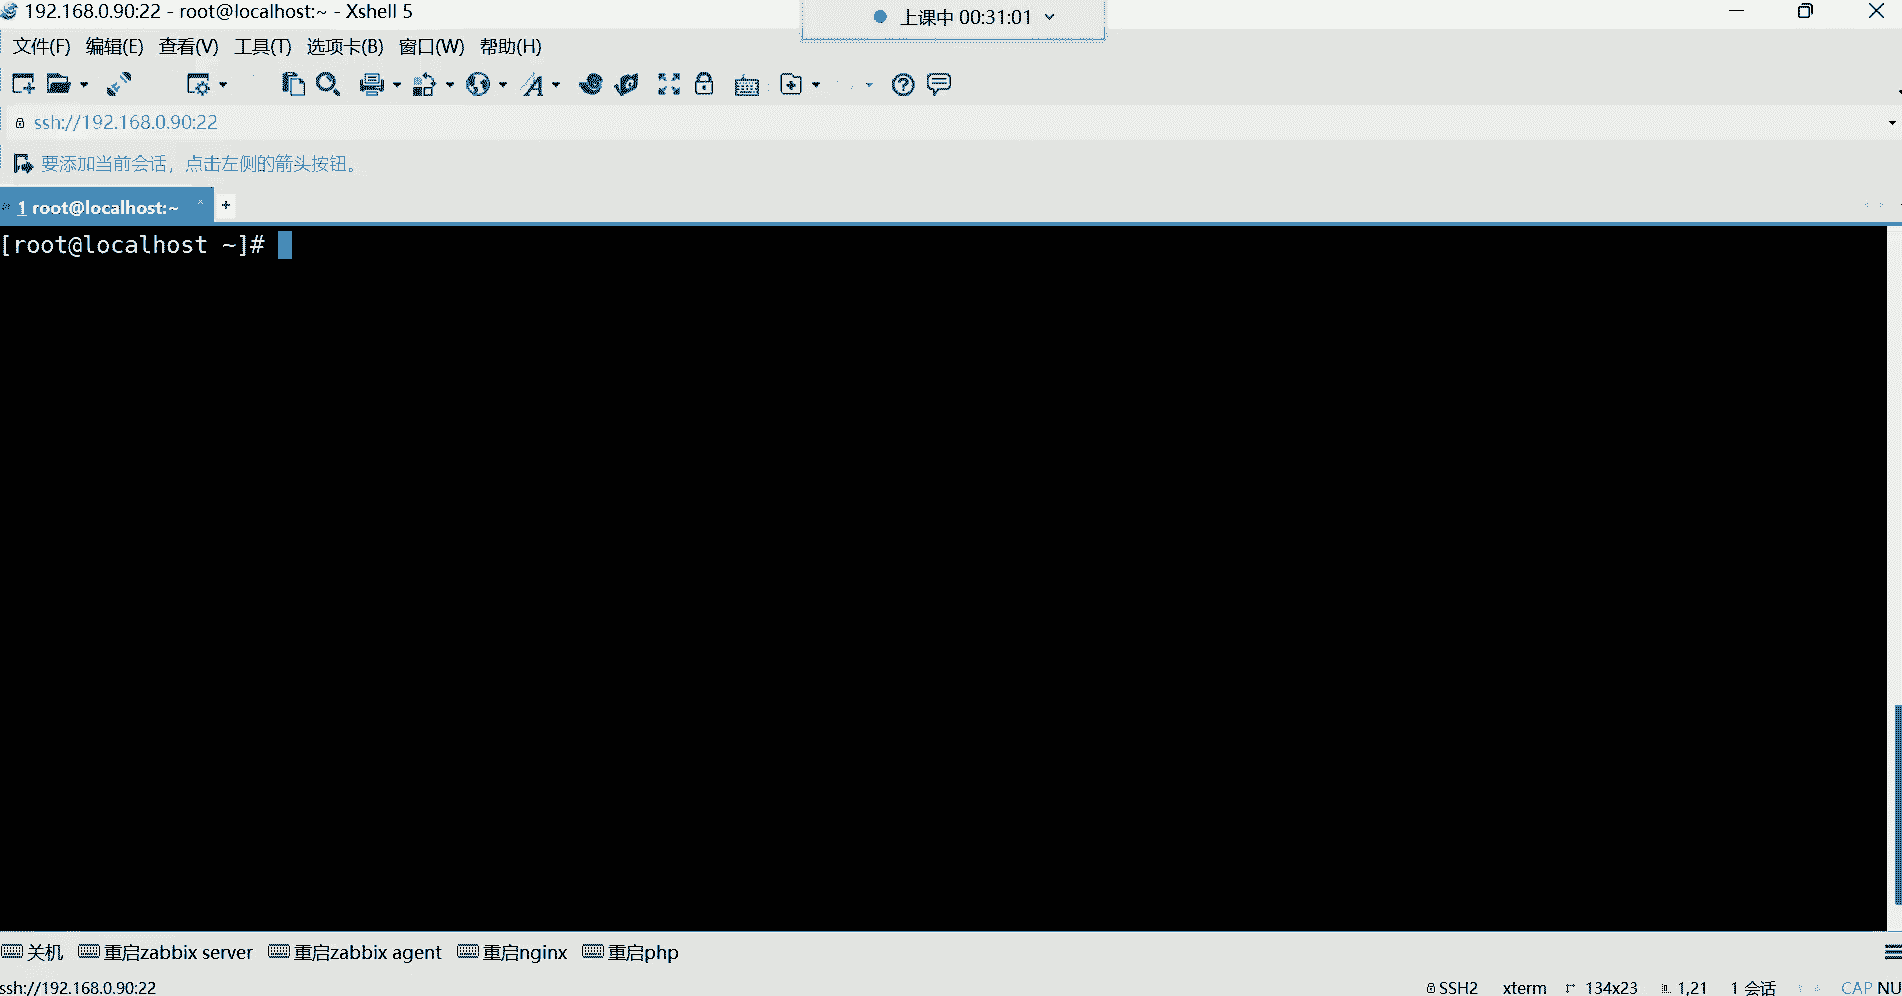 192.168.0.90:22 - root@localhost:~ - Xshell 5
上课中 00:31:01
文件(F) 编辑(E) 查看(V) 工具(T) 选项卡(B) 窗口(W) 帮助(H)
ssh://192.168.0.90:22
要添加当前会话，点击左侧的箭头按钮。
1 root@localhost:~ +
[root@localhost ~]#
关机 重启zabbix server 重启zabbix agent 重启nginx 重启php
ssh://192.168.0.90:22 SSH2 xterm 134x23 1,21 1 会话 CAP NU